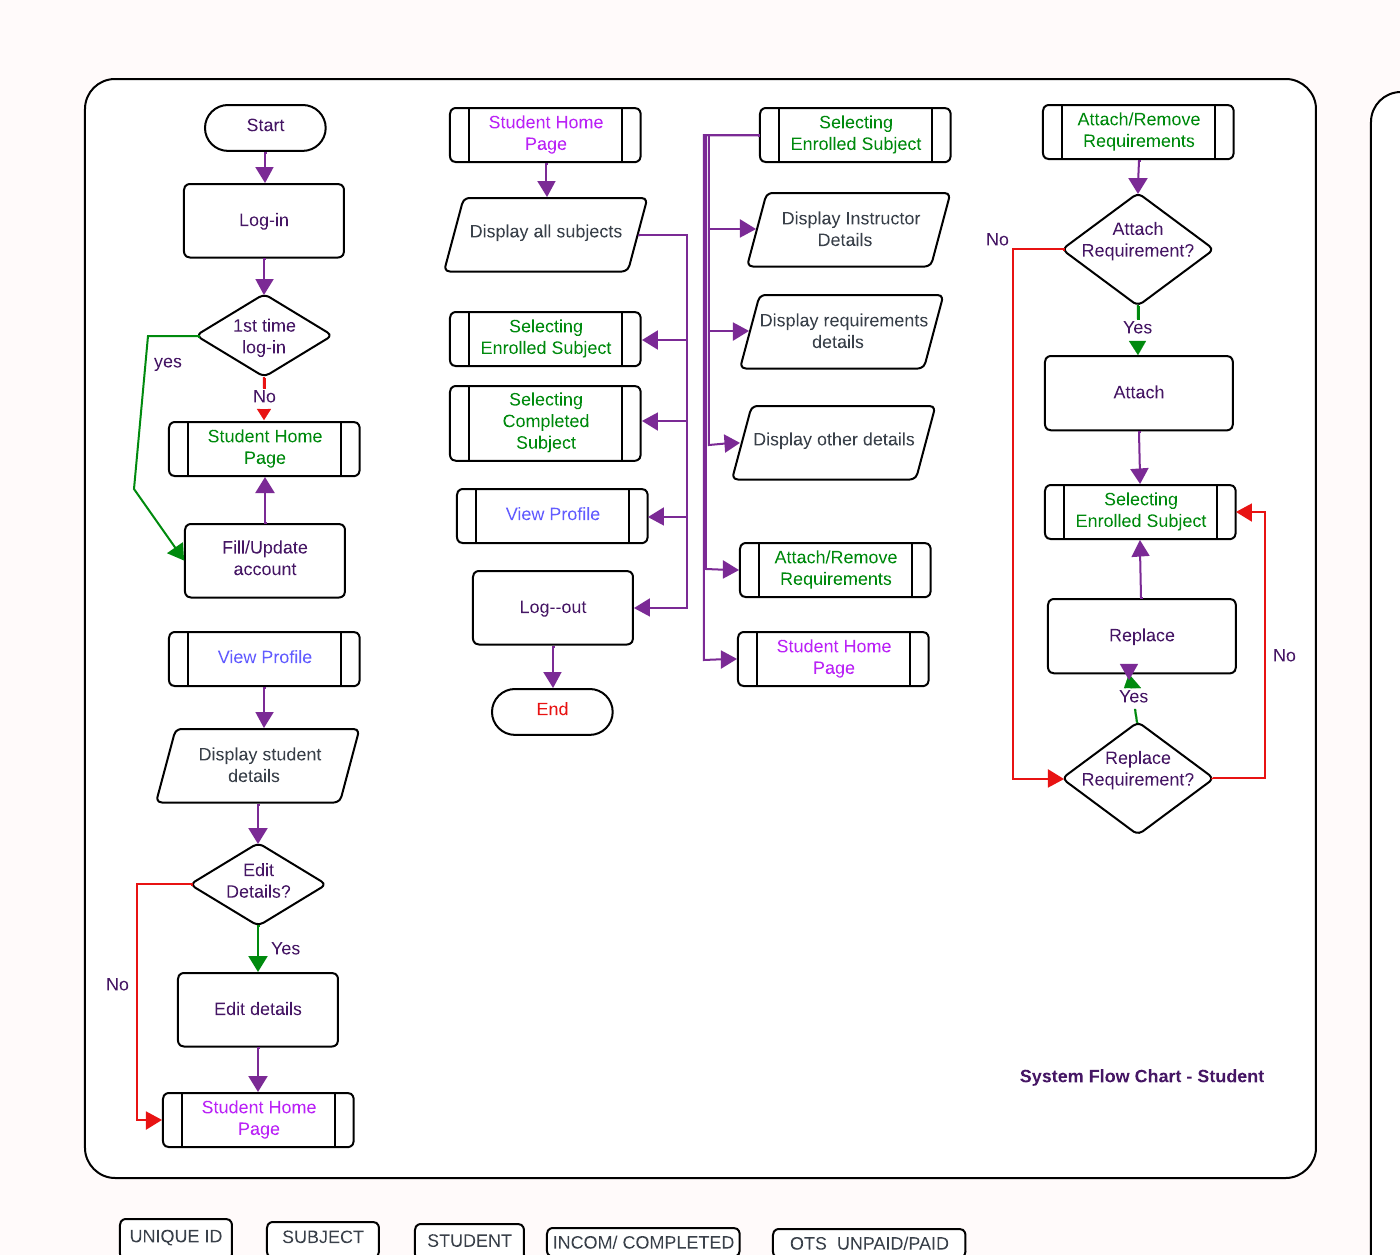 Start
Log-in
1st time
log-in
yes
No
Student Home
Page
Fill/Update
account
View Profile
Display student
details
Edit
Details?
Yes
No
Edit details
Student Home
Page
Student Home
Page
Display all subjects
Selecting
Enrolled Subject
Selecting
Completed
Subject
View Profile
Log--out
End
Selecting
Enrolled Subject
Display Instructor
Details
Display requirements
details
Display other details
Attach/Remove
Requirements
Student Home
Page
Attach/Remove
Requirements
Attach
Requirement?
No
Yes
Attach
Selecting
Enrolled Subject
Replace
No
Yes
Replace
Requirement?
System Flow Chart - Student
UNIQUE ID
SUBJECT
STUDENT
INCOM/ COMPLETED
OTS UNPAID/PAID